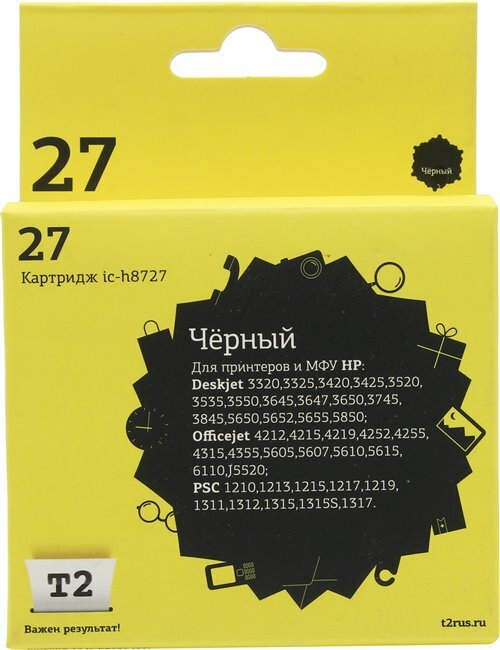 27
Чёрный
27
Картридж ic-h8727
Чёрный
Для принтеров и МФУ HP:
Deskjet 3320,3325,3420,3425,3520,
3535,3550,3645,3647,3650,3745,
3845,5650,5652,5655,5850;
Officejet 4212,4215,4219,4252,4255,
4315,4355,5605,5607,5610,5615,
6110,J5520;
PSC 1210,1213,1215,1217,1219,
1311,1312,1315,1315S,1317.
T2
Важен результат!
t2rus.ru